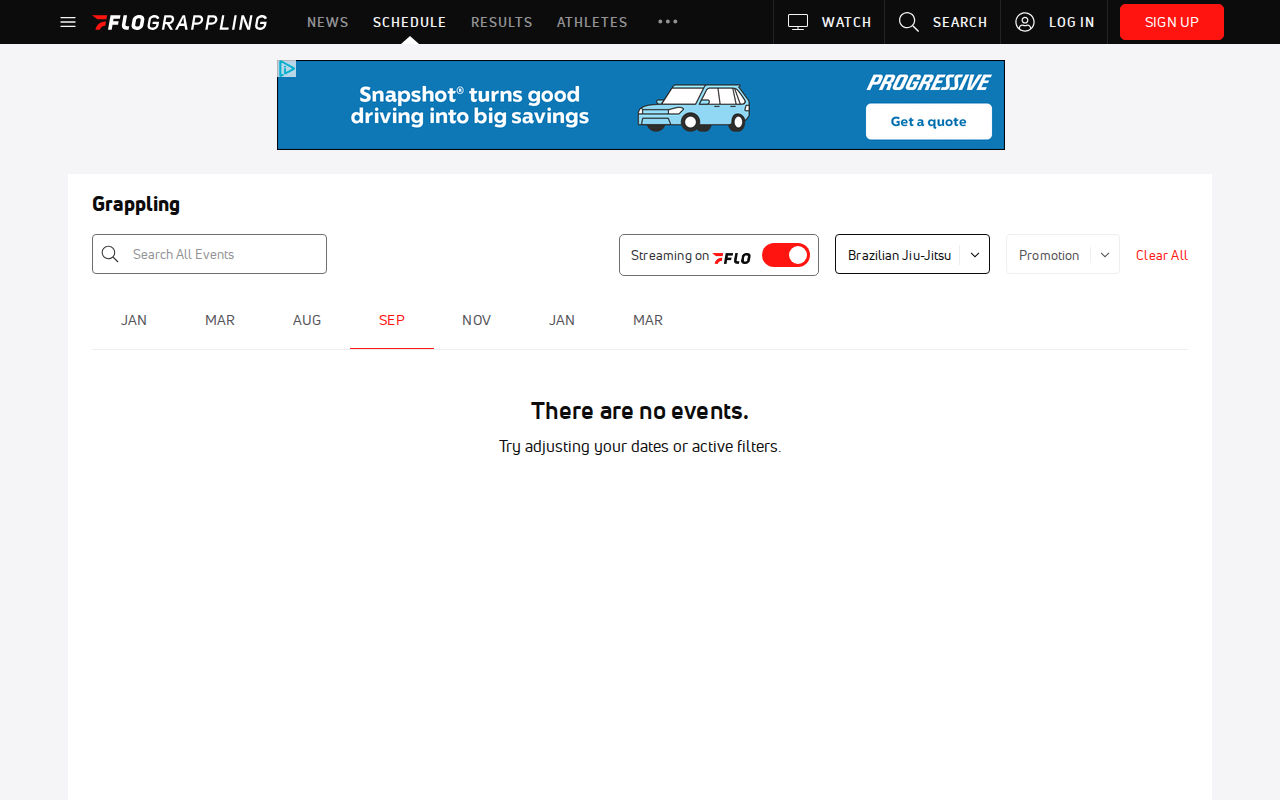 FLOGRAPPLING
NEWS
SCHEDULE
RESULTS
ATHLETES
WATCH
SEARCH
LOG IN
SIGN UP
Snapshot® turns good
driving into big savings
PROGRESSIVE
Get a quote
Grappling
Search All Events
Streaming on FLO
Brazilian Jiu-Jitsu
Promotion
Clear All
JAN
MAR
AUG
SEP
NOV
JAN
MAR
There are no events.
Try adjusting your dates or active filters.